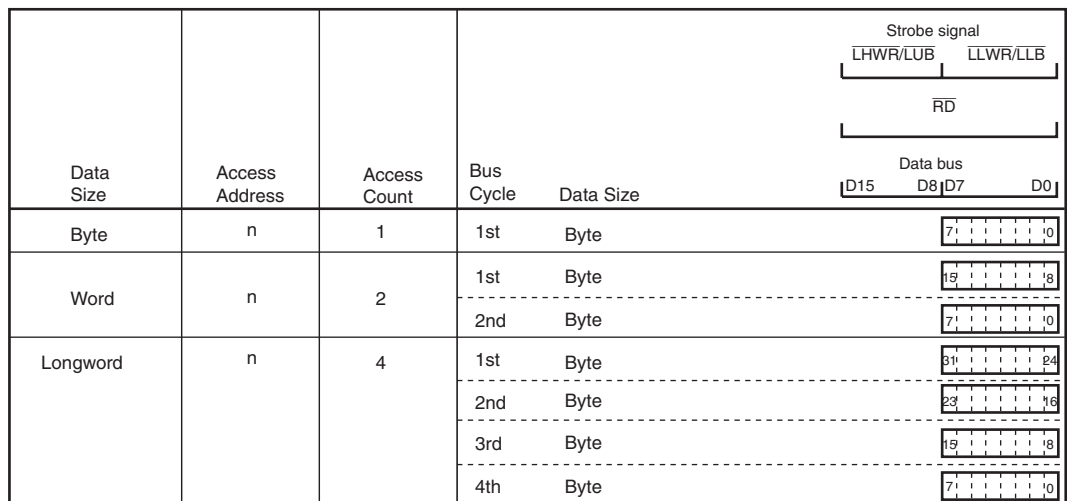 Strobe signal
LHWR/LUB LLWR/LLB
RD
Data Size
Access Address
Access Count
Bus Cycle
Data Size
Data bus
D15 D8 D7 D0
Byte n 1 1st Byte 7 0
Word n 2 1st Byte 15 8
2nd Byte 7 0
Longword n 4 1st Byte 31 24
2nd Byte 23 16
3rd Byte 15 8
4th Byte 7 0